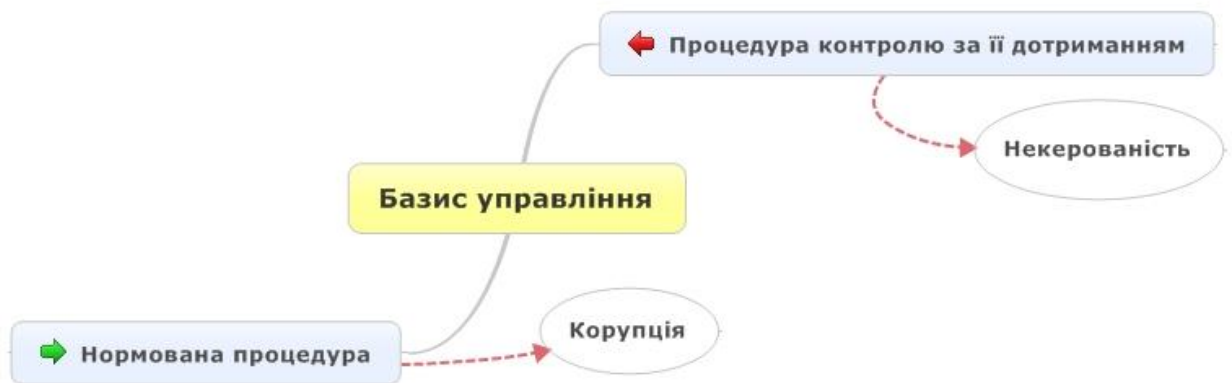 Процедура контролю за її дотриманням
Некерованість
Базис управління
Корупція
Нормована процедура